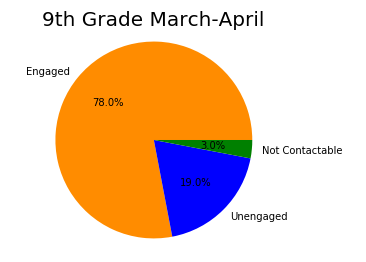 9th Grade March-April
Engaged
78.0%
3.0%
Not Contactable
19.0%
Unengaged